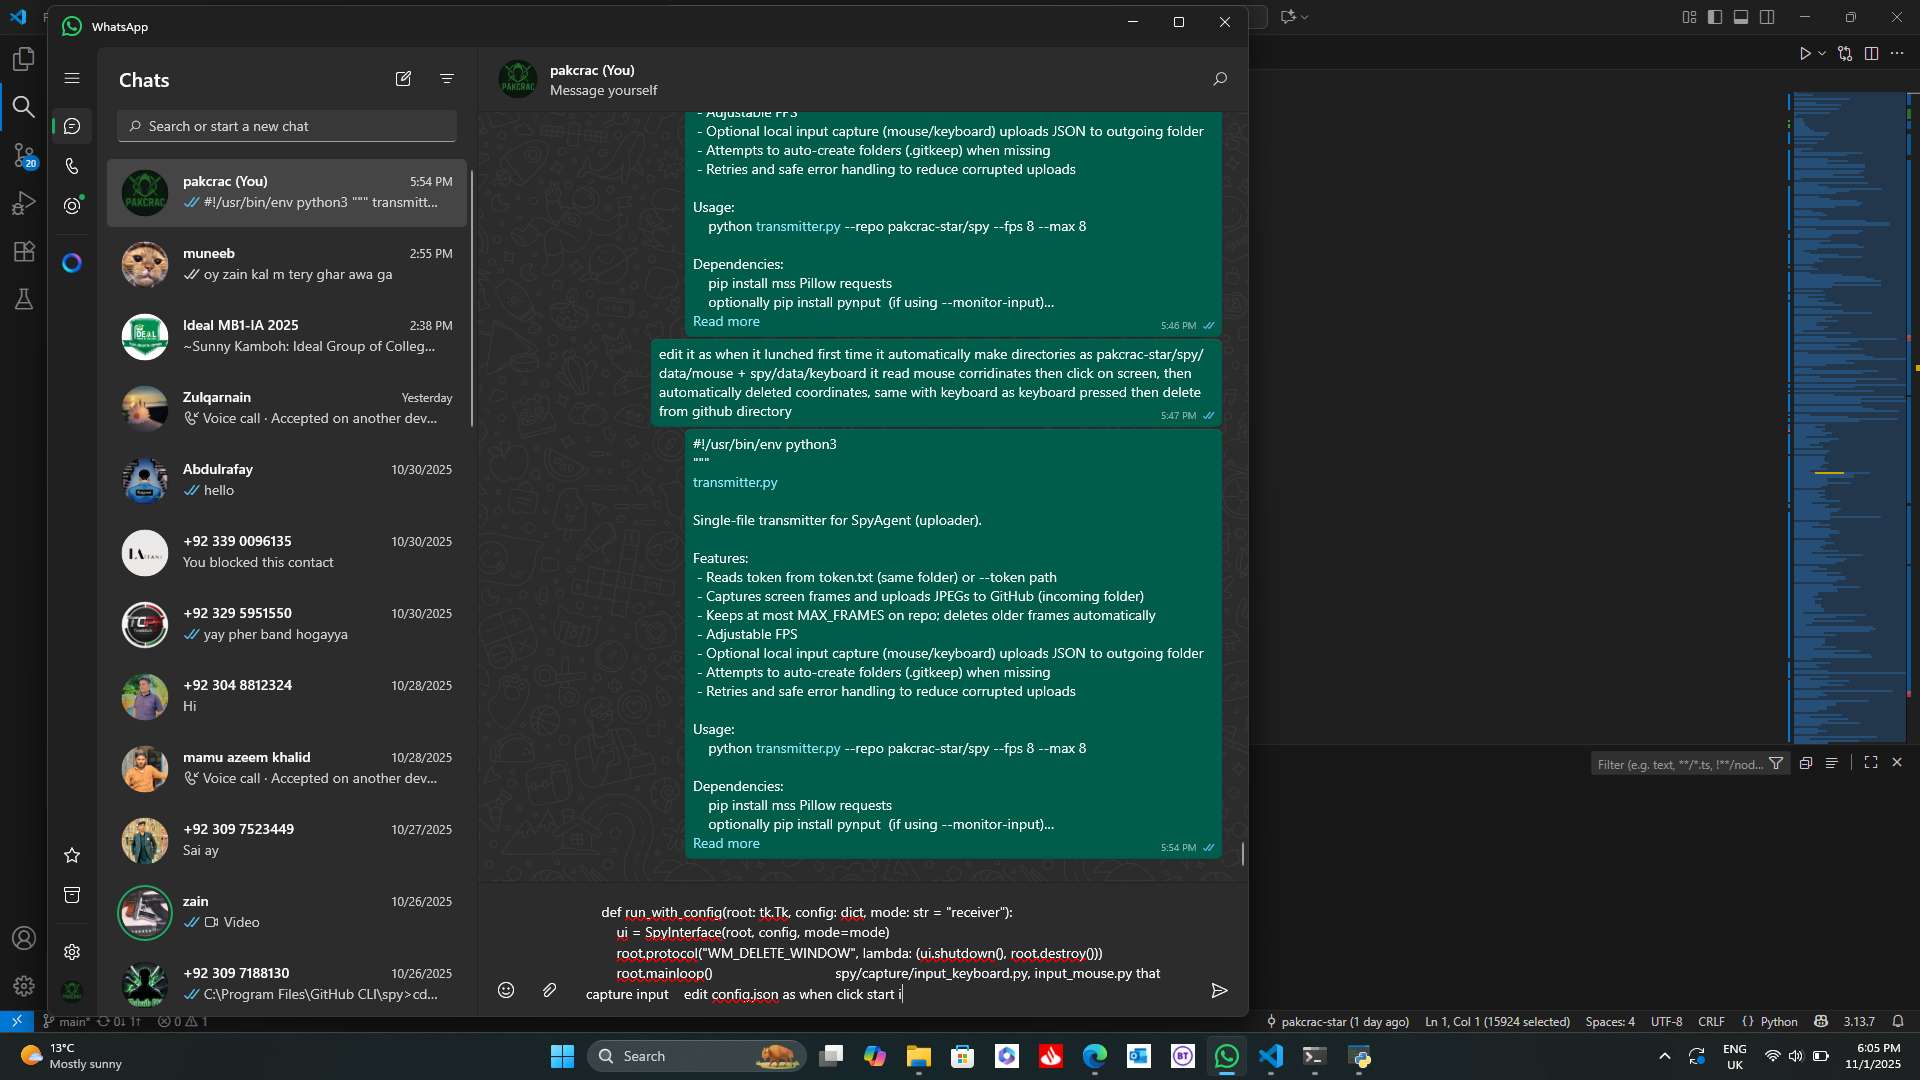 WhatsApp
Chats
Search or start a new chat
pakcrac (You)
5:54 PM
#!/usr/bin/env python3 """ transmitt...
muneeb
2:55 PM
oy zain kal m tery ghar awa ga
Ideal MB1-IA 2025
2:38 PM
~Sunny Kamboh: Ideal Group of Colleg...
Zulqarnain
Yesterday
Voice call · Accepted on another dev...
Abdulrafay
10/30/2025
hello
+92 339 0096135
10/30/2025
You blocked this contact
+92 329 5951550
10/30/2025
yay pher band hogayya
+92 304 8812324
10/28/2025
Hi
mamu azeem khalid
10/28/2025
Voice call · Accepted on another dev...
+92 309 7523449
10/27/2025
Sai ay
zain
10/26/2025
Video
+92 309 7188130
10/26/2025
C:\Program Files\GitHub CLI\spy>cd...
PAKCRAC
pakcrac (You)
Message yourself
- Adjustable FPS
- Optional local input capture (mouse/keyboard) uploads JSON to outgoing folder
- Attempts to auto-create folders (.gitkeep) when missing
- Retries and safe error handling to reduce corrupted uploads
Usage:
python transmitter.py --repo pakcrac-star/spy --fps 8 --max 8
Dependencies:
pip install mss Pillow requests
optionally pip install pynput (if using --monitor-input)...
Read more
5:46 PM
edit it as when it lunched first time it automatically make directories as pakcrac-star/spy/
data/mouse + spy/data/keyboard it read mouse corridinates then click on screen, then
automatically deleted coordinates, same with keyboard as keyboard pressed then delete
from github directory
5:47 PM
#!/usr/bin/env python3
"""
transmitter.py
Single-file transmitter for SpyAgent (uploader).
Features:
- Reads token from token.txt (same folder) or --token path
- Captures screen frames and uploads JPEGs to GitHub (incoming folder)
- Keeps at most MAX_FRAMES on repo; deletes older frames automatically
- Adjustable FPS
- Optional local input capture (mouse/keyboard) uploads JSON to outgoing folder
- Attempts to auto-create folders (.gitkeep) when missing
- Retries and safe error handling to reduce corrupted uploads
Usage:
python transmitter.py --repo pakcrac-star/spy --fps 8 --max 8
Dependencies:
pip install mss Pillow requests
optionally pip install pynput (if using --monitor-input)...
Read more
5:54 PM
def run_with_config(root: tk.Tk, config: dict, mode: str = "receiver"):
ui = SpyInterface(root, config, mode=mode)
root.protocol("WM_DELETE_WINDOW", lambda: (ui.shutdown(), root.destroy()))
root.mainloop() spy/capture/input_keyboard.py, input_mouse.py that
capture input edit config.json as when click start i
20
Filter (e.g. text, **/*.ts, !**/nod...
main* 0↓ 1↑ 0 1
pakcrac-star (1 day ago) Ln 1, Col 1 (15924 selected) Spaces: 4 UTF-8 CRLF {} Python 3.13.7
13°C
Mostly sunny
Search
BT
ENG
UK
6:05 PM
11/1/2025